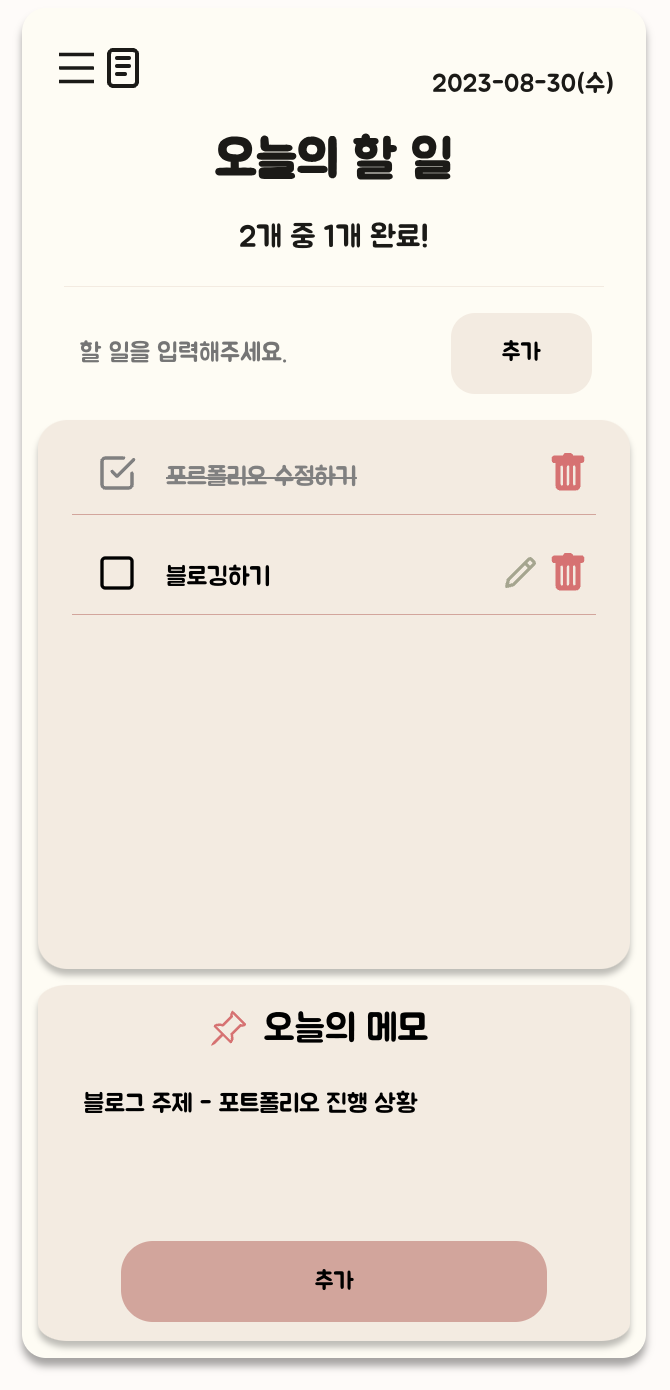 2023-08-30(수)
오늘의 할 일
2개 중 1개 완료!
할 일을 입력해주세요.
추가
포르폴리오 수정하기
블로깅하기
오늘의 메모
블로그 주제 - 포트폴리오 진행 상황
추가